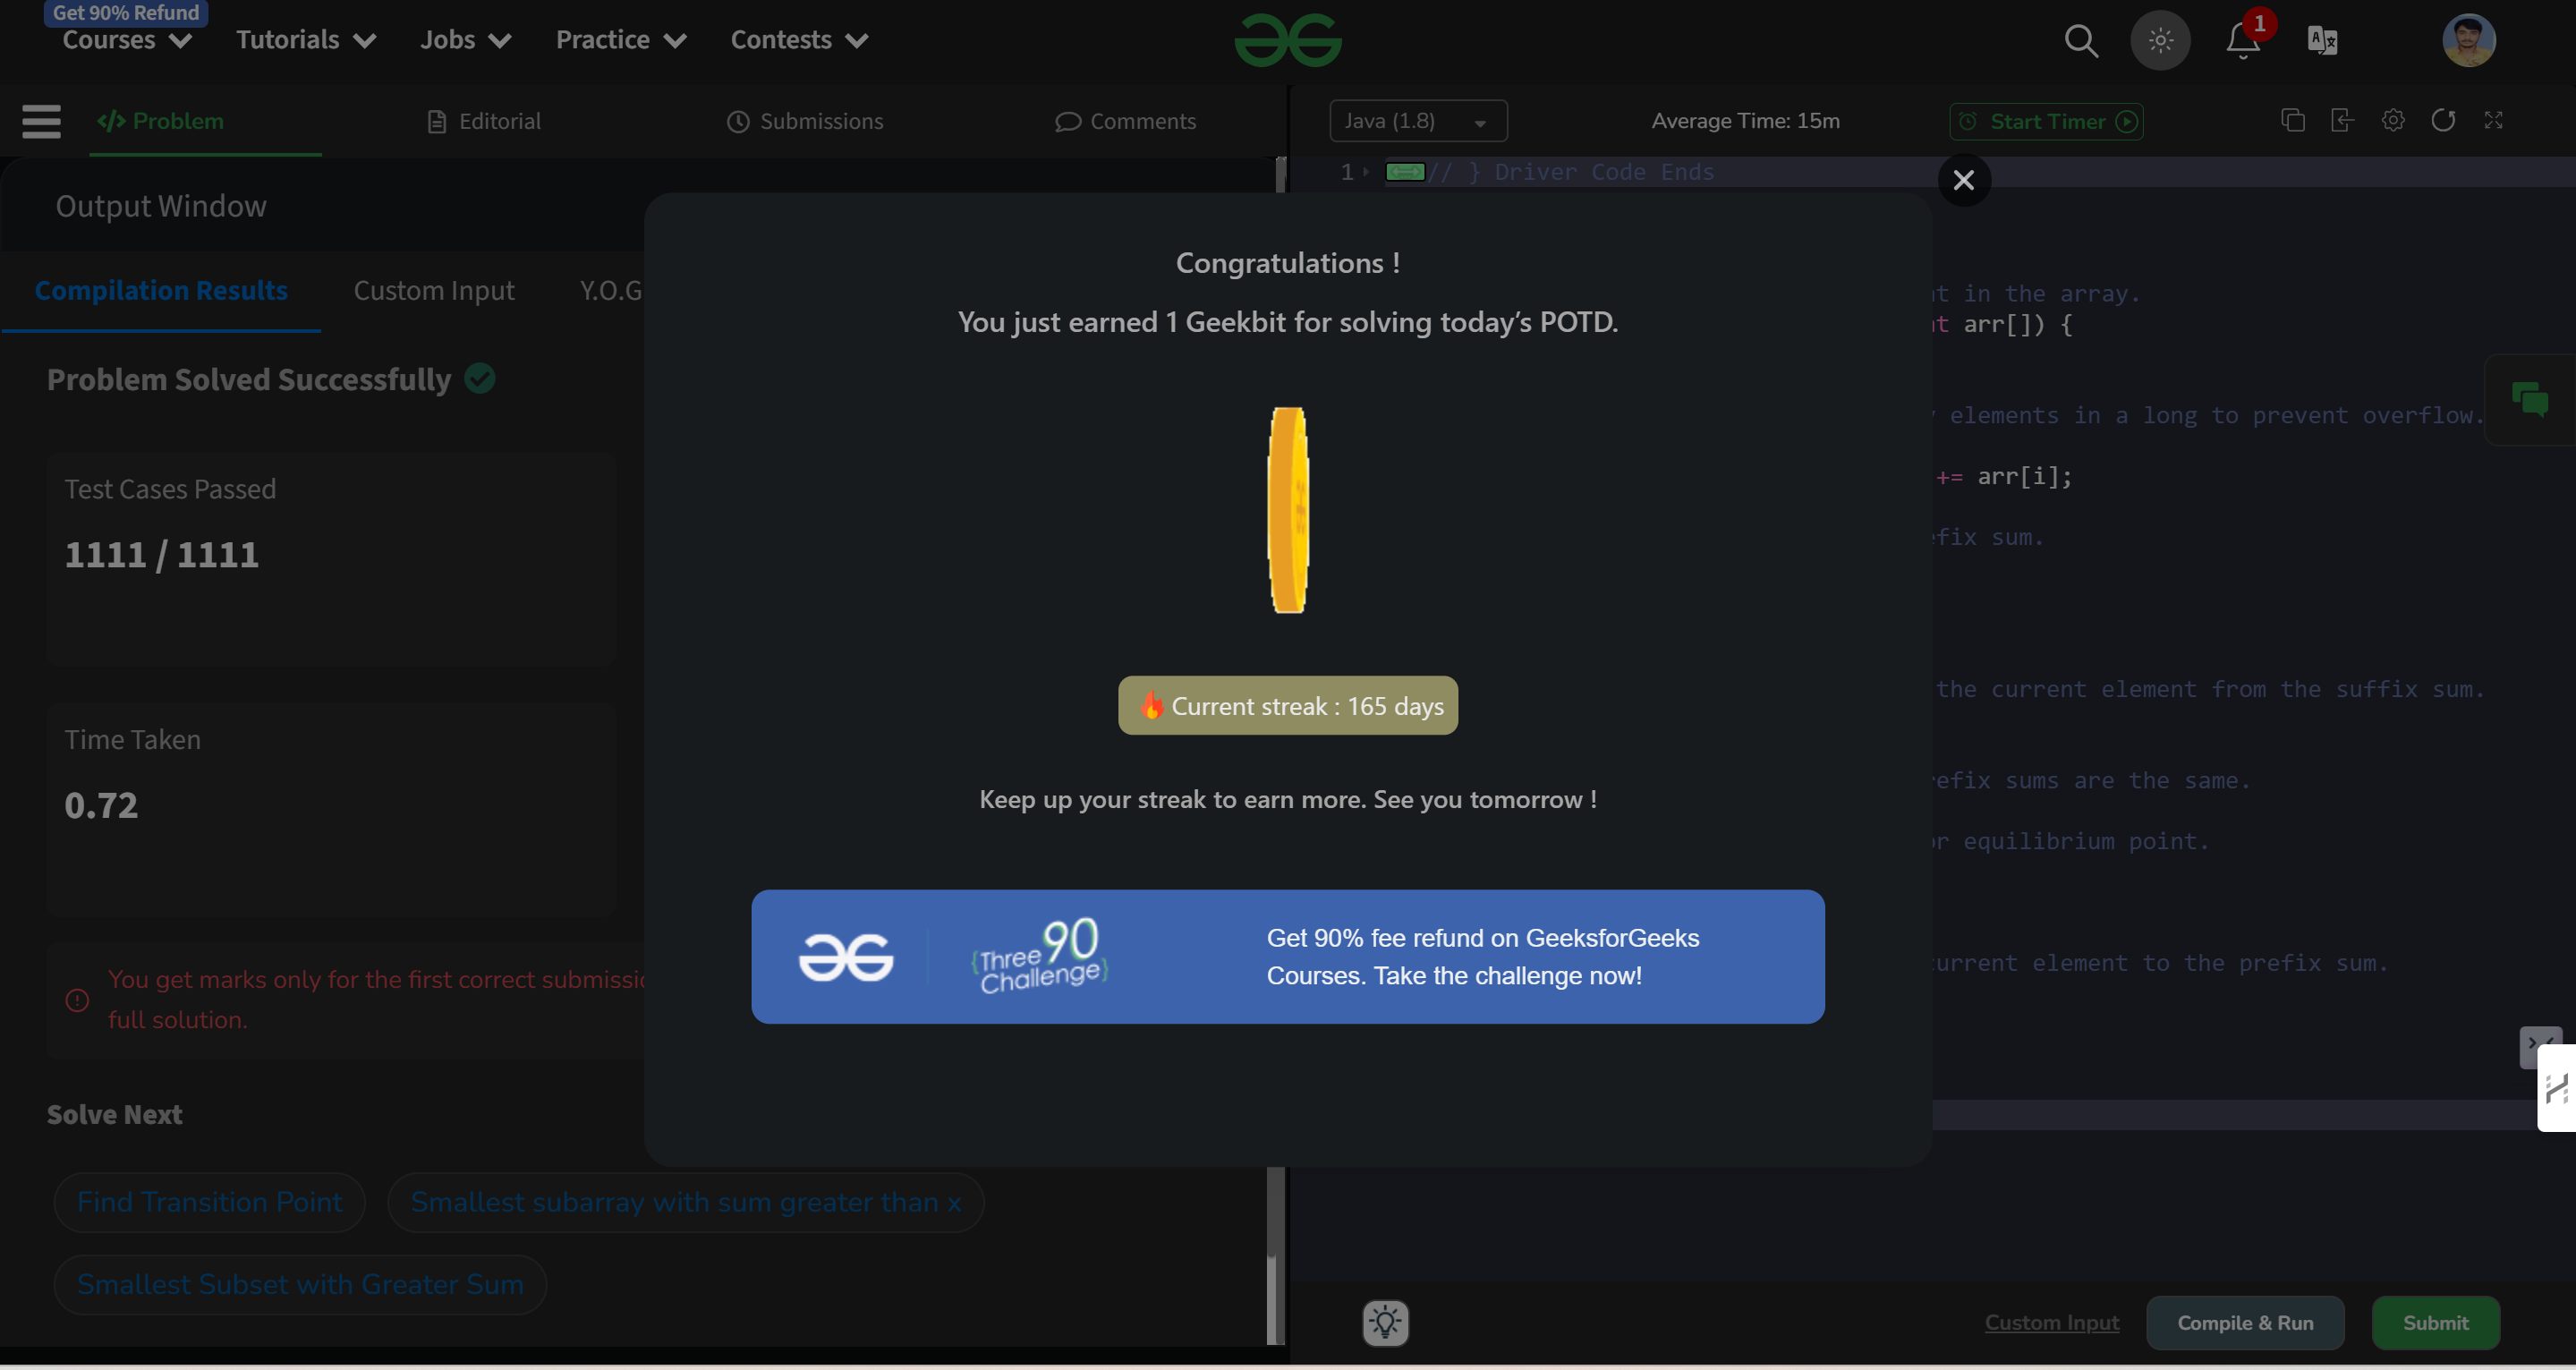 Get 90% Refund
Courses
Tutorials
Jobs
Practice
Contests
1
Problem
Editorial
Submissions
Comments
Java (1.8)
Average Time: 15m
Start Timer
Output Window
Compilation Results
Custom Input
Y.O.G
Problem Solved Successfully
Test Cases Passed
1111 / 1111
Time Taken
0.72
You get marks only for the first correct submissio
full solution.
Solve Next
Find Transition Point
Smallest subarray with sum greater than x
Smallest Subset with Greater Sum
Congratulations !
You just earned 1 Geekbit for solving today’s POTD.
Current streak : 165 days
Keep up your streak to earn more. See you tomorrow !
{Three 90
Challenge}
Get 90% fee refund on GeeksforGeeks
Courses. Take the challenge now!
1
// } Driver Code Ends
in the array.
arr[]) {
elements in a long to prevent overflow.
+= arr[i];
fix sum.
the current element from the suffix sum.
efix sums are the same.
or equilibrium point.
urrent element to the prefix sum.
Custom Input
Compile & Run
Submit